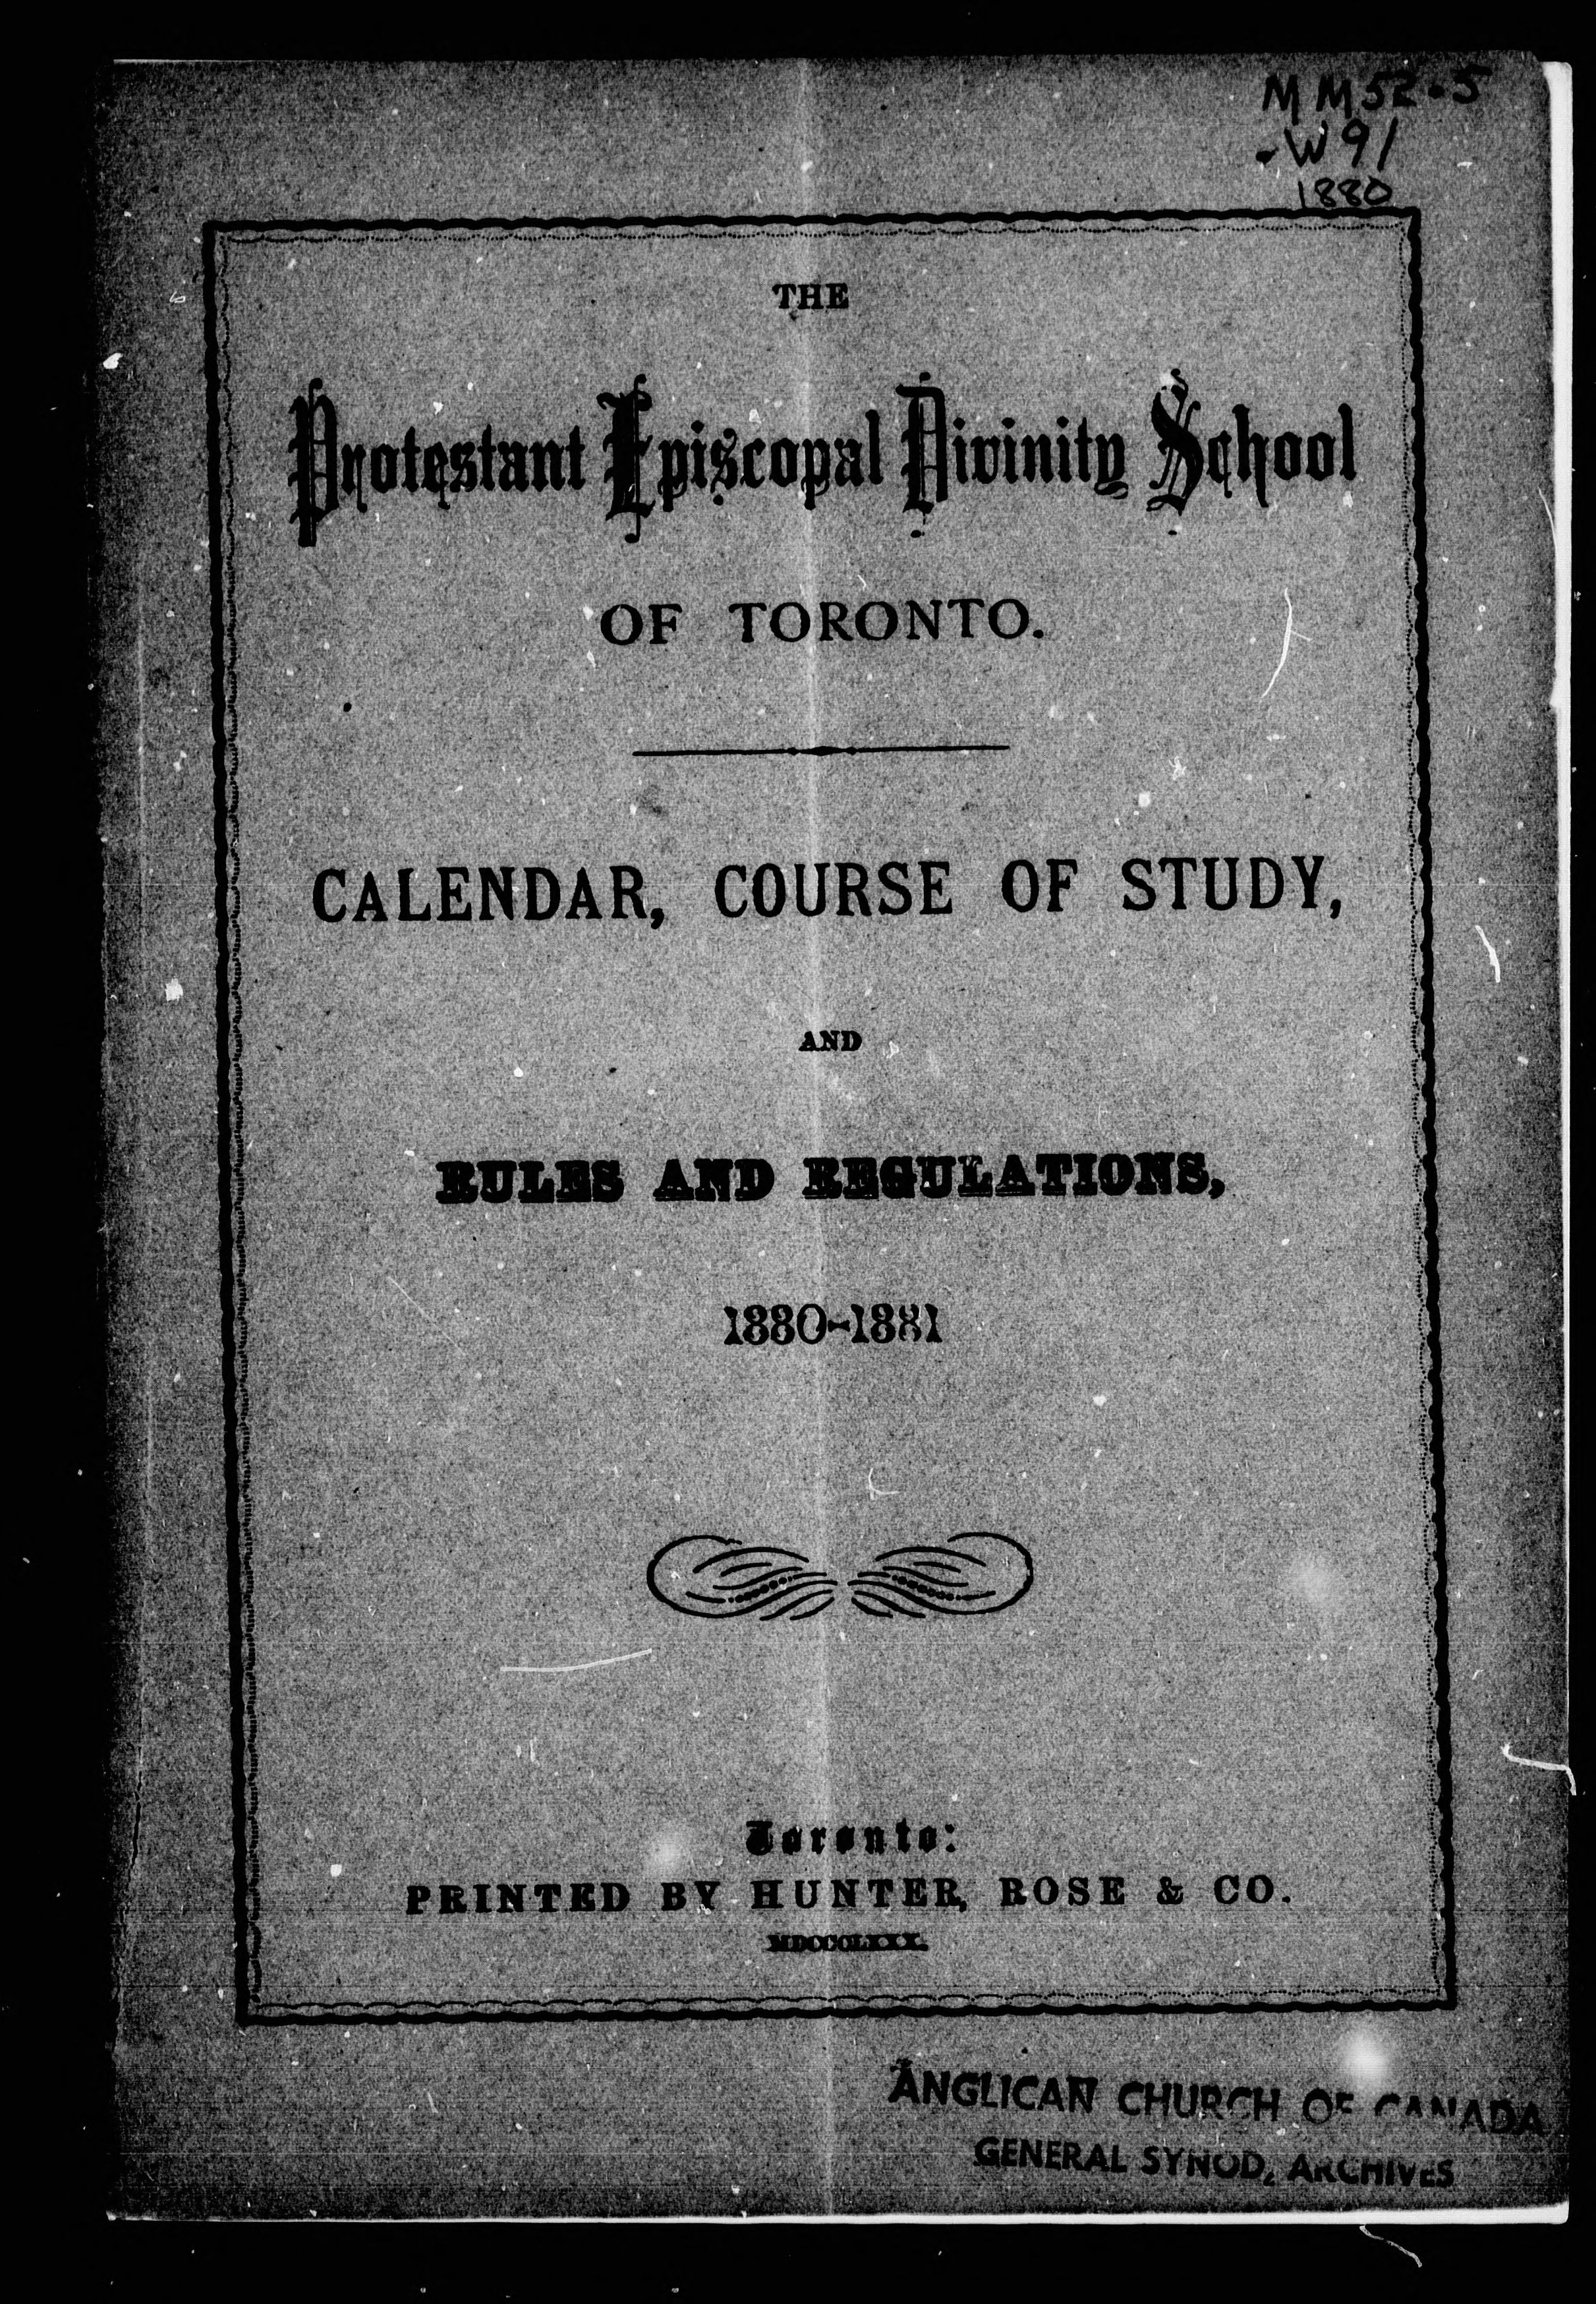 MM52.5
.W91
1880
THE
Protestant Episcopal Divinity School
OF TORONTO.
CALENDAR, COURSE OF STUDY,
AND
RULES AND REGULATIONS,
1880-1881
Toronto:
PRINTED BY HUNTER, ROSE & CO.
MDCCCLXXX.
ANGLICAN CHURCH OF CANADA
GENERAL SYNOD, ARCHIVES